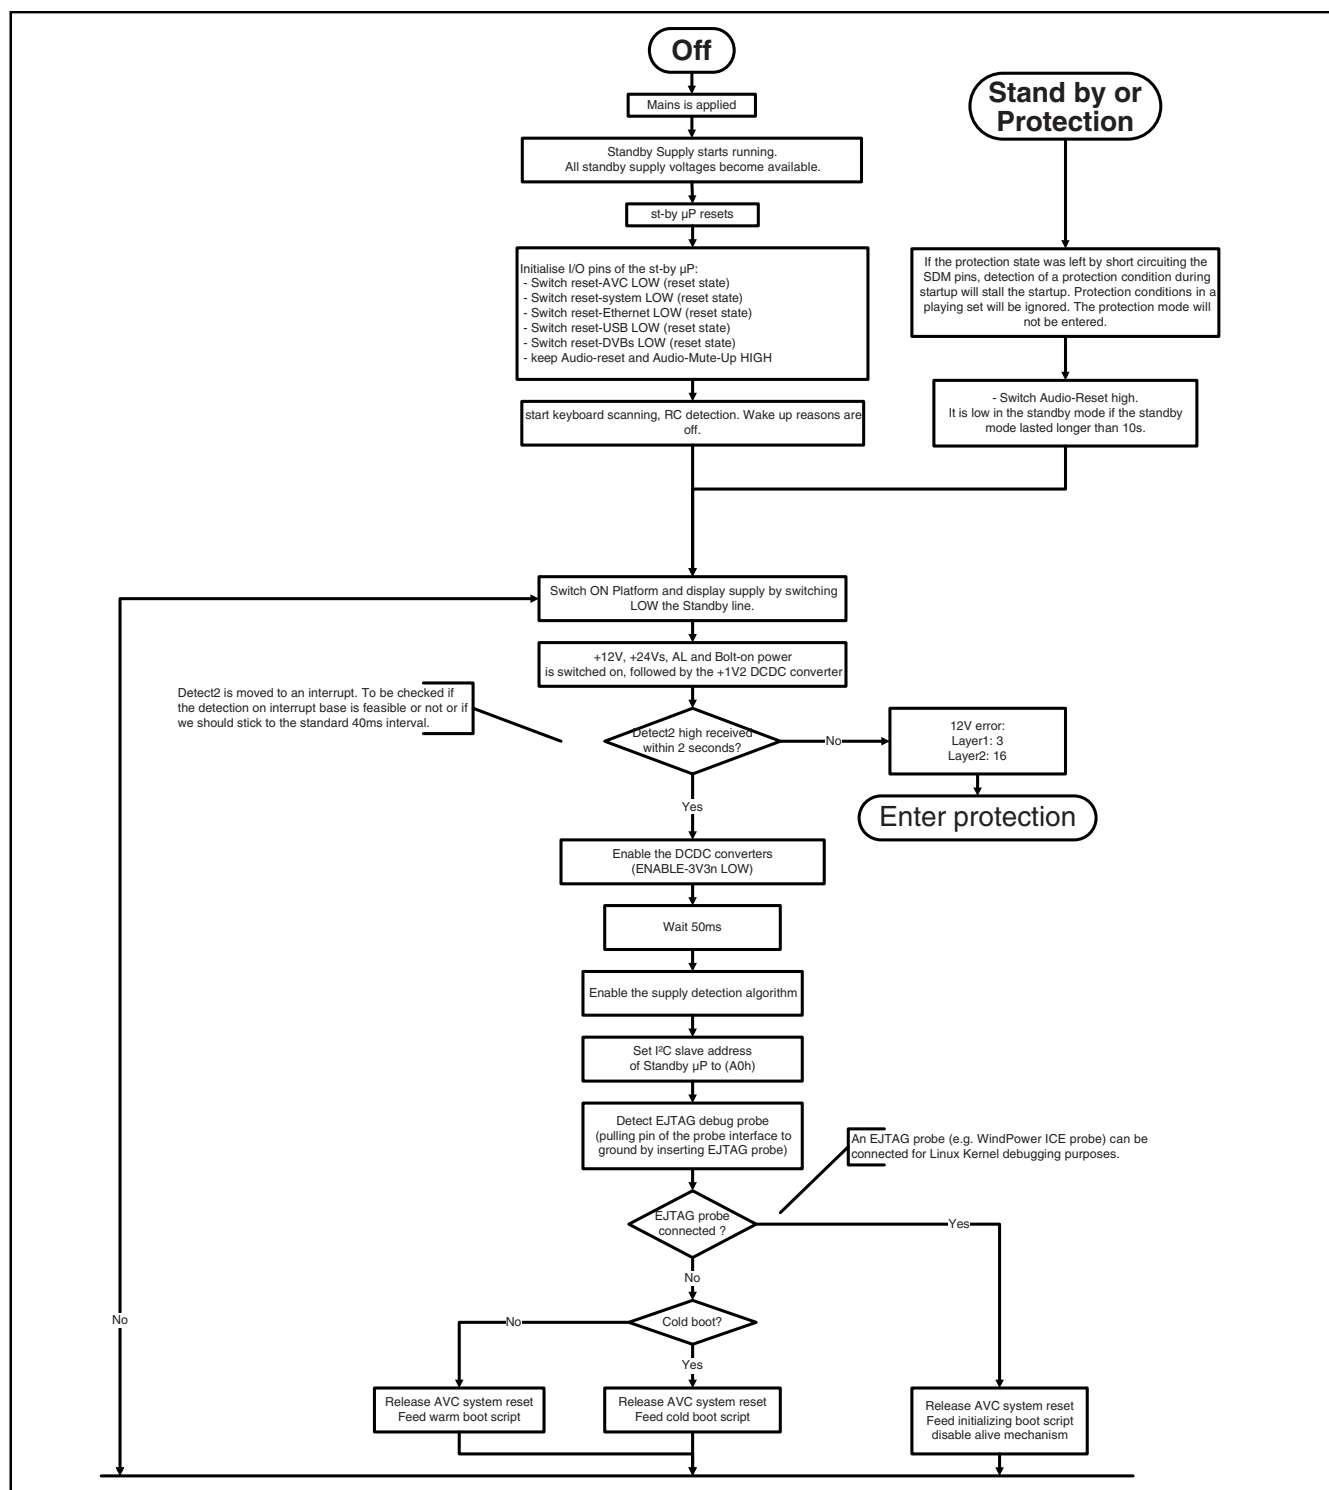 Off
Mains is applied
Stand by or
Protection
Standby Supply starts running.
All standby supply voltages become available.
st-by µP resets
Initialise I/O pins of the st-by µP:
- Switch reset-AVC LOW (reset state)
- Switch reset-system LOW (reset state)
- Switch reset-Ethernet LOW (reset state)
- Switch reset-USB LOW (reset state)
- Switch reset-DVBs LOW (reset state)
- keep Audio-reset and Audio-Mute-Up HIGH
If the protection state was left by short circuiting the
SDM pins, detection of a protection condition during
startup will stall the startup. Protection conditions in a
playing set will be ignored. The protection mode will
not be entered.
start keyboard scanning, RC detection. Wake up reasons are
off.
- Switch Audio-Reset high.
It is low in the standby mode if the standby
mode lasted longer than 10s.
Switch ON Platform and display supply by switching
LOW the Standby line.
+12V, +24Vs, AL and Bolt-on power
is switched on, followed by the +1V2 DCDC converter
Detect2 is moved to an interrupt. To be checked if
the detection on interrupt base is feasible or not or if
we should stick to the standard 40ms interval.
Detect2 high received
within 2 seconds?
No
12V error:
Layer1: 3
Layer2: 16
Yes
Enter protection
Enable the DCDC converters
(ENABLE-3V3n LOW)
Wait 50ms
Enable the supply detection algorithm
Set I²C slave address
of Standby µP to (A0h)
Detect EJTAG debug probe
(pulling pin of the probe interface to
ground by inserting EJTAG probe)
An EJTAG probe (e.g. WindPower ICE probe) can be
connected for Linux Kernel debugging purposes.
EJTAG probe
connected ?
Yes
No
No
Cold boot?
No
Yes
Release AVC system reset
Feed warm boot script
Release AVC system reset
Feed cold boot script
Release AVC system reset
Feed initializing boot script
disable alive mechanism